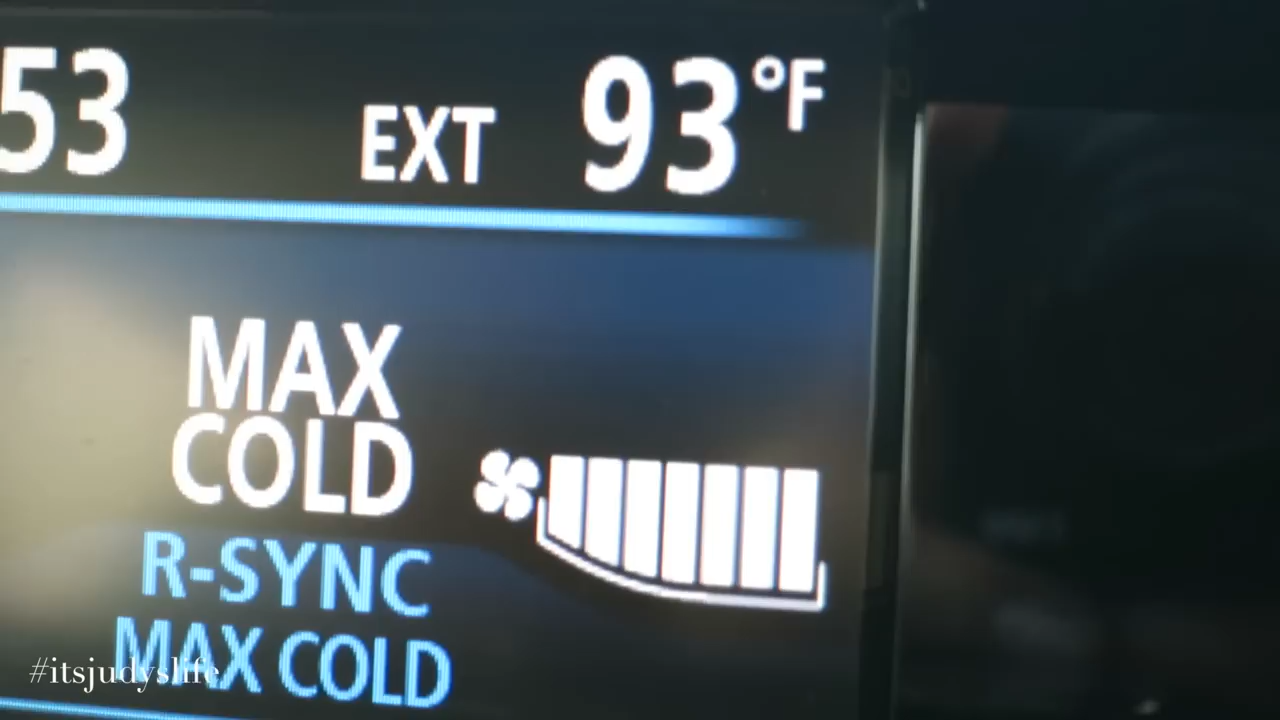 53 EXT 93°F
MAX
COLD
R-SYNC
MAX COLD
#itsjudyslife